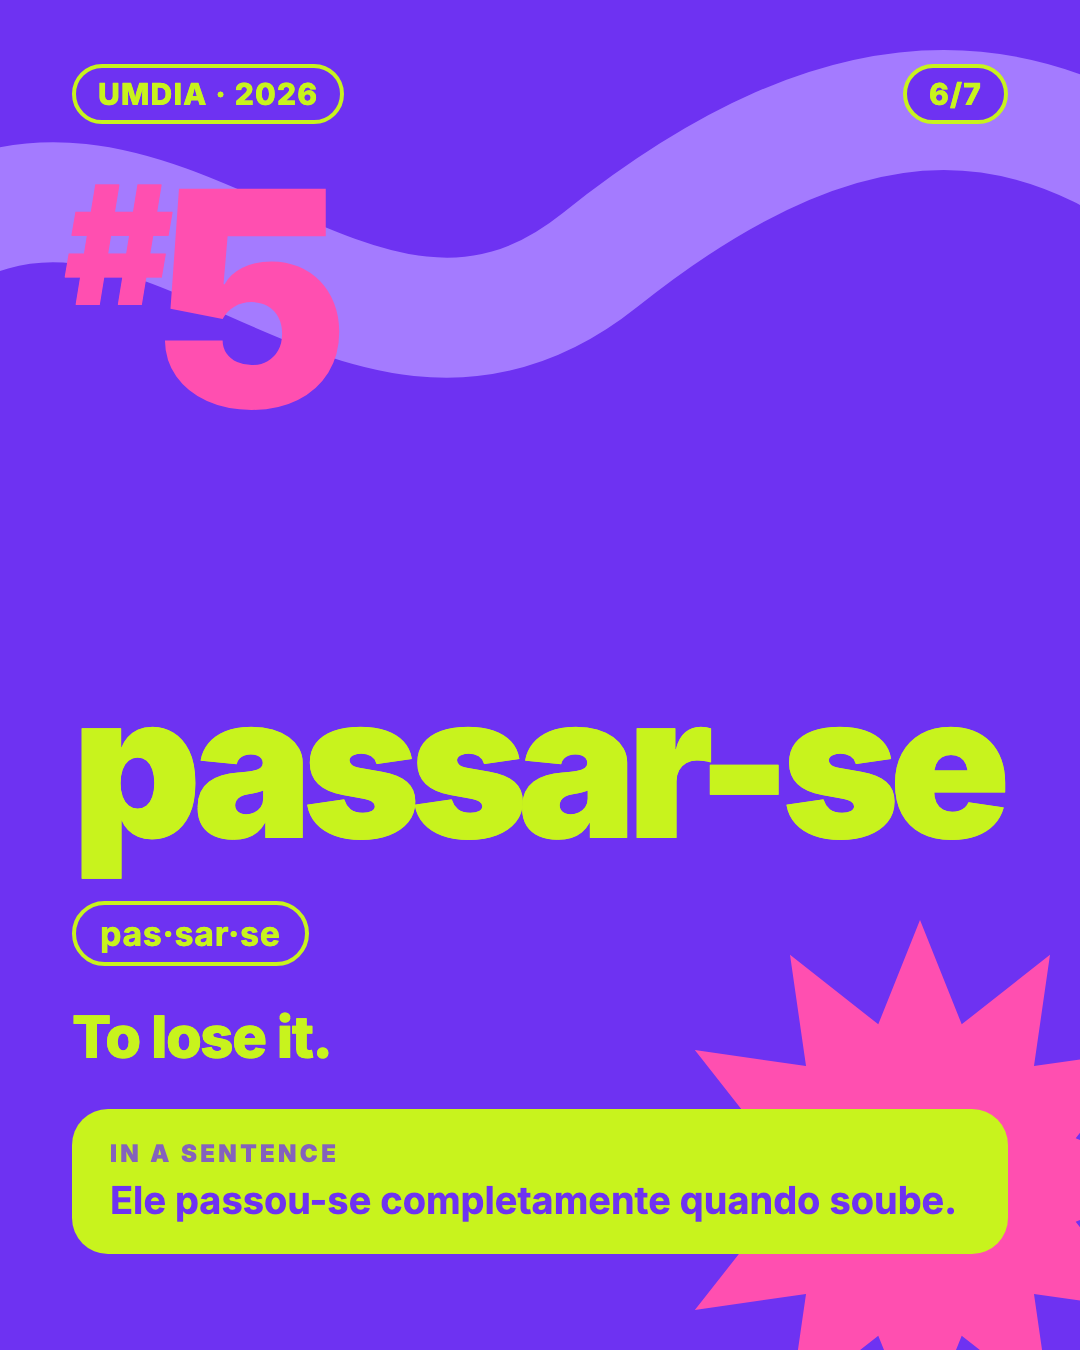 UMDIA · 2026
6/7
#5
passar-se
pas·sar·se
To lose it.
IN A SENTENCE
Ele passou-se completamente quando soube.